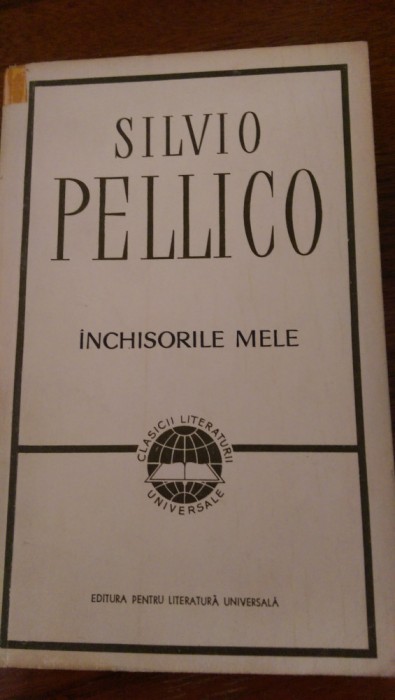 SILVIO
PELLICO
ÎNCHISORILE MELE
CLASICII LITERATURII
UNIVERSALE
EDITURA PENTRU LITERATURĂ UNIVERSALĂ